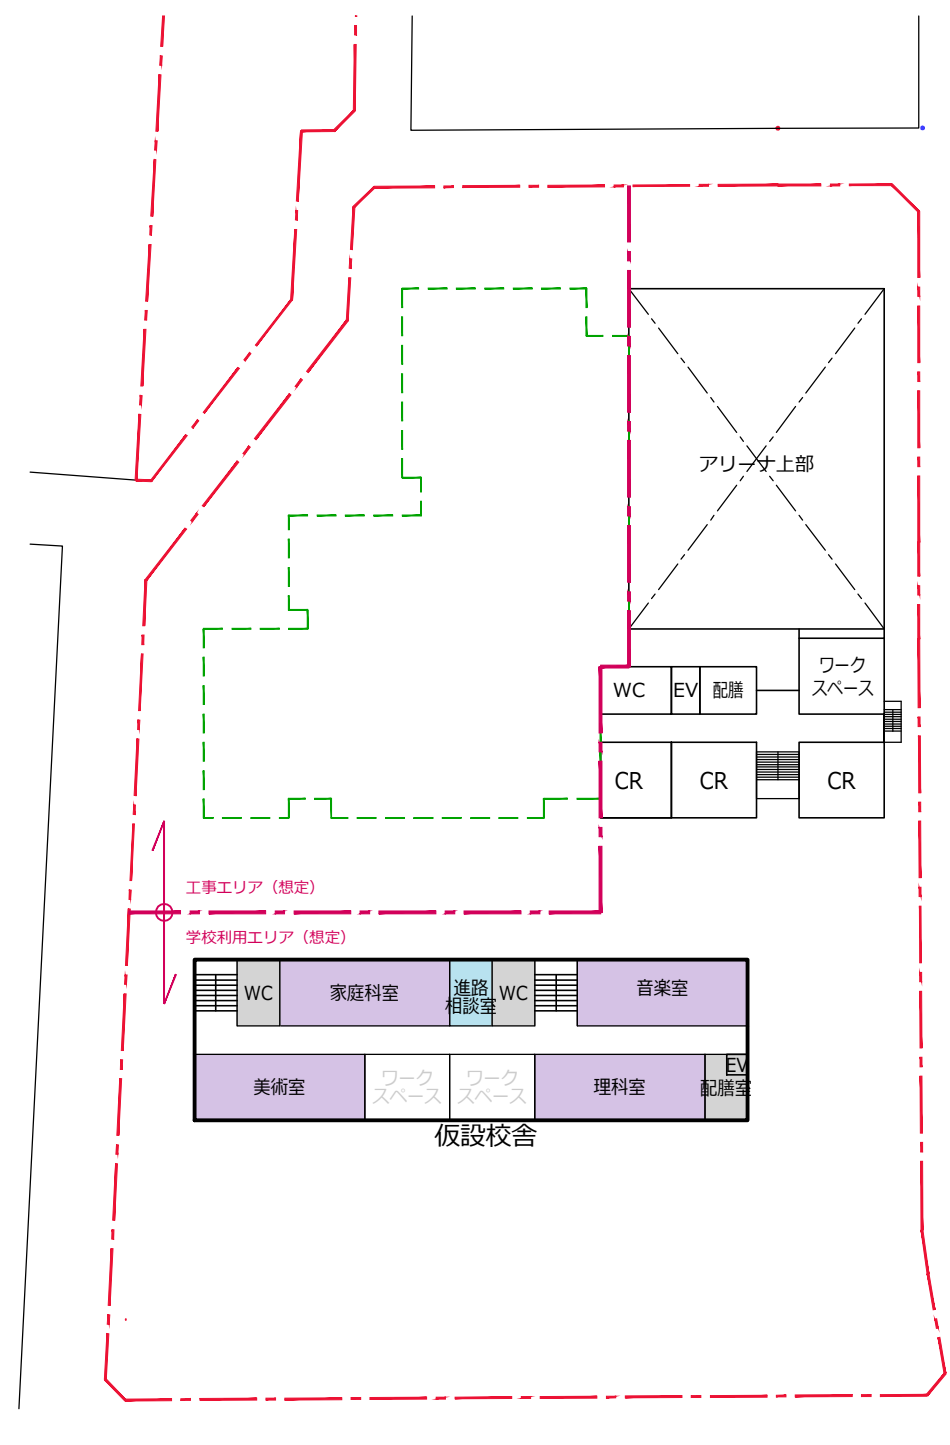 アリーナ上部
ワーク
スペース
WC
EV
配膳
CR
CR
CR
工事エリア（想定）
学校利用エリア（想定）
WC
家庭科室
進路
相談室
WC
音楽室
美術室
ワーク
スペース
ワーク
スペース
理科室
EV
配膳室
仮設校舎